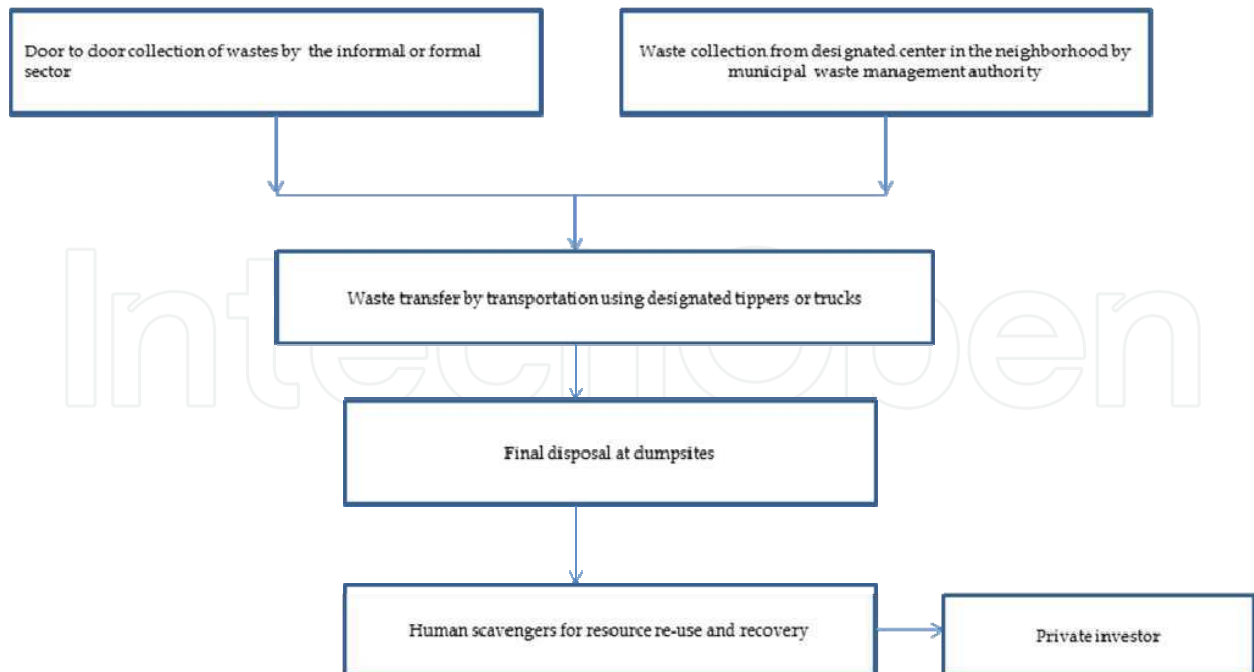 Door to door collection of wastes by the informal or formal
sector
Waste collection from designated center in the neighborhood by
municipal waste management authority
IntechOpen
Waste transfer by transportation using designated tippers or trucks
Final disposal at dumpsites
Human scavengers for resource re-use and recovery
Private investor